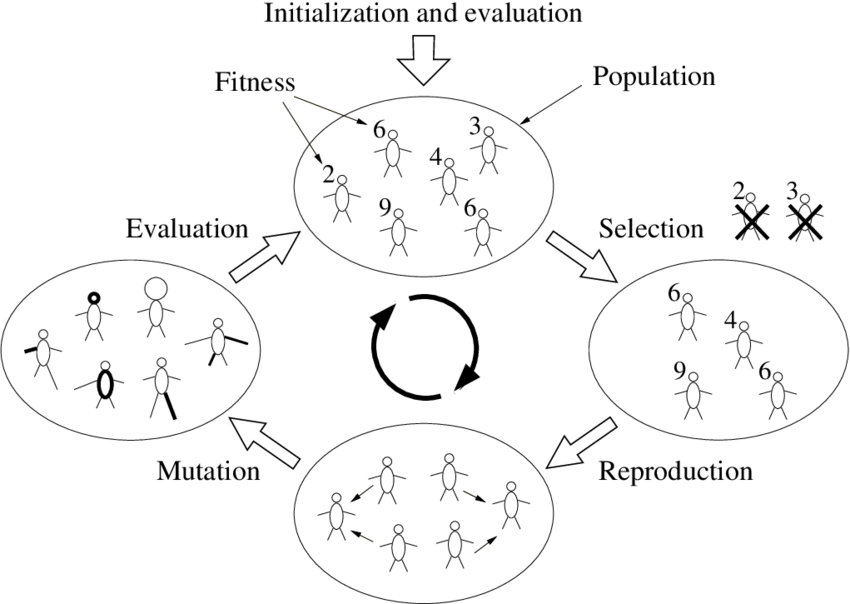 Initialization and evaluation
Fitness
Population
6
3
4
2
9
6
Evaluation
Selection
2
3
6
4
9
6
Mutation
Reproduction